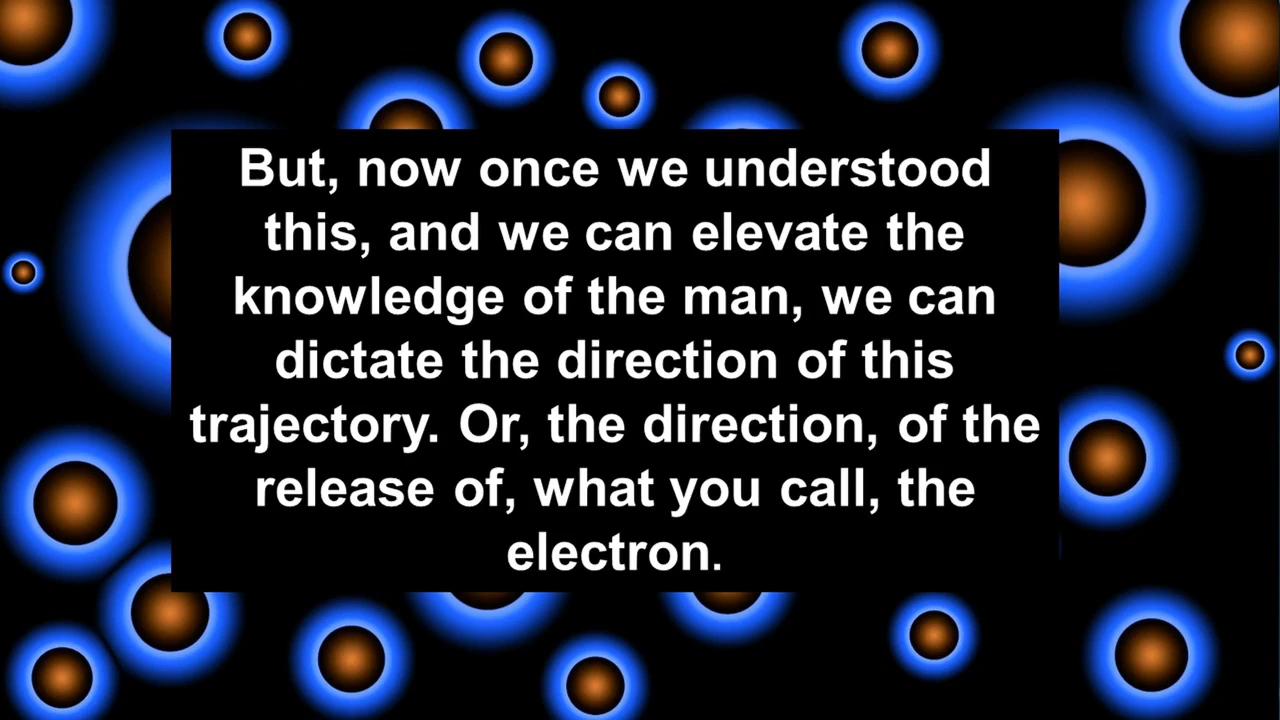 But, now once we understood
this, and we can elevate the
knowledge of the man, we can
dictate the direction of this
trajectory. Or, the direction, of the
release of, what you call, the
electron.